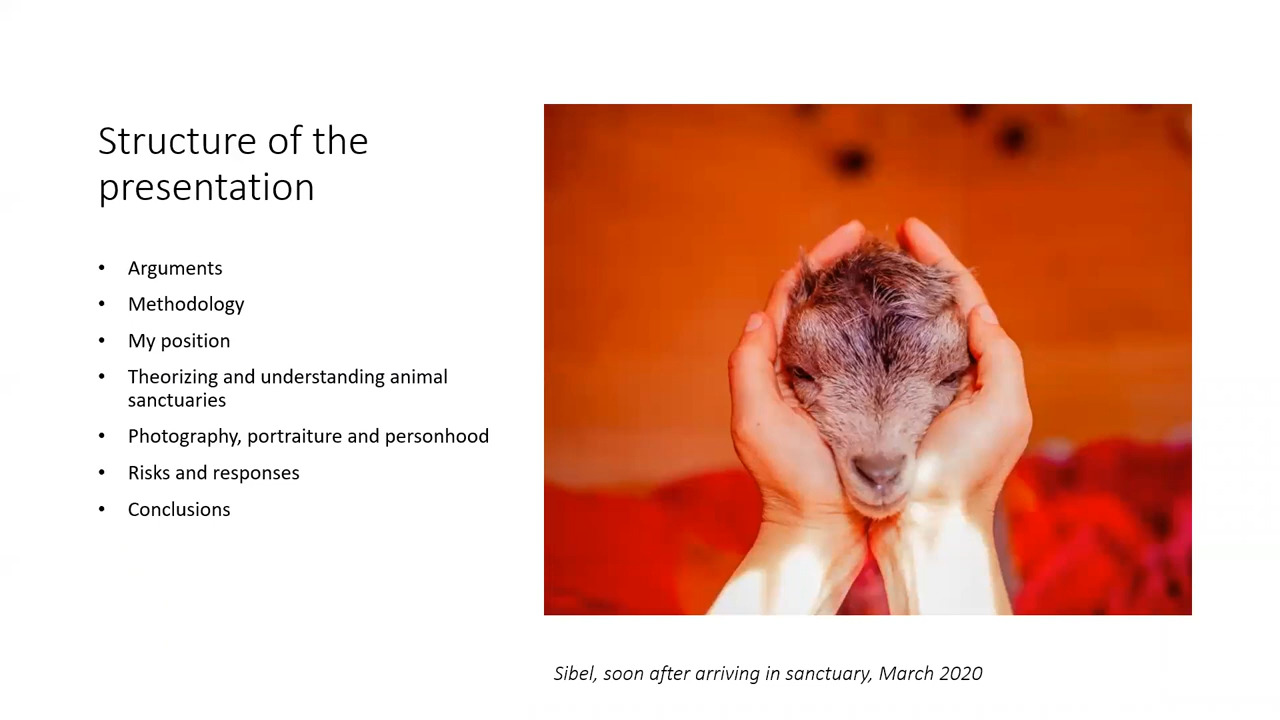 Structure of the
presentation
• Arguments
• Methodology
• My position
• Theorizing and understanding animal
sanctuaries
• Photography, portraiture and personhood
• Risks and responses
• Conclusions
Sibel, soon after arriving in sanctuary, March 2020